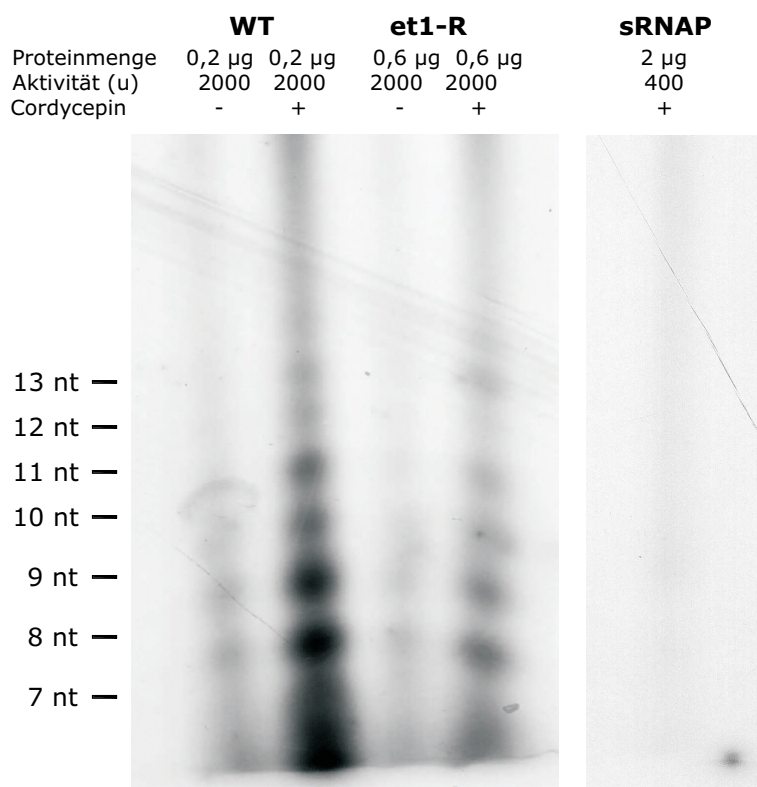 WT et1-R sRNAP
Proteinmenge 0,2 µg 0,2 µg 0,6 µg 0,6 µg 2 µg
Aktivität (u) 2000 2000 2000 2000 400
Cordycepin - + - + +
13 nt
12 nt
11 nt
10 nt
9 nt
8 nt
7 nt